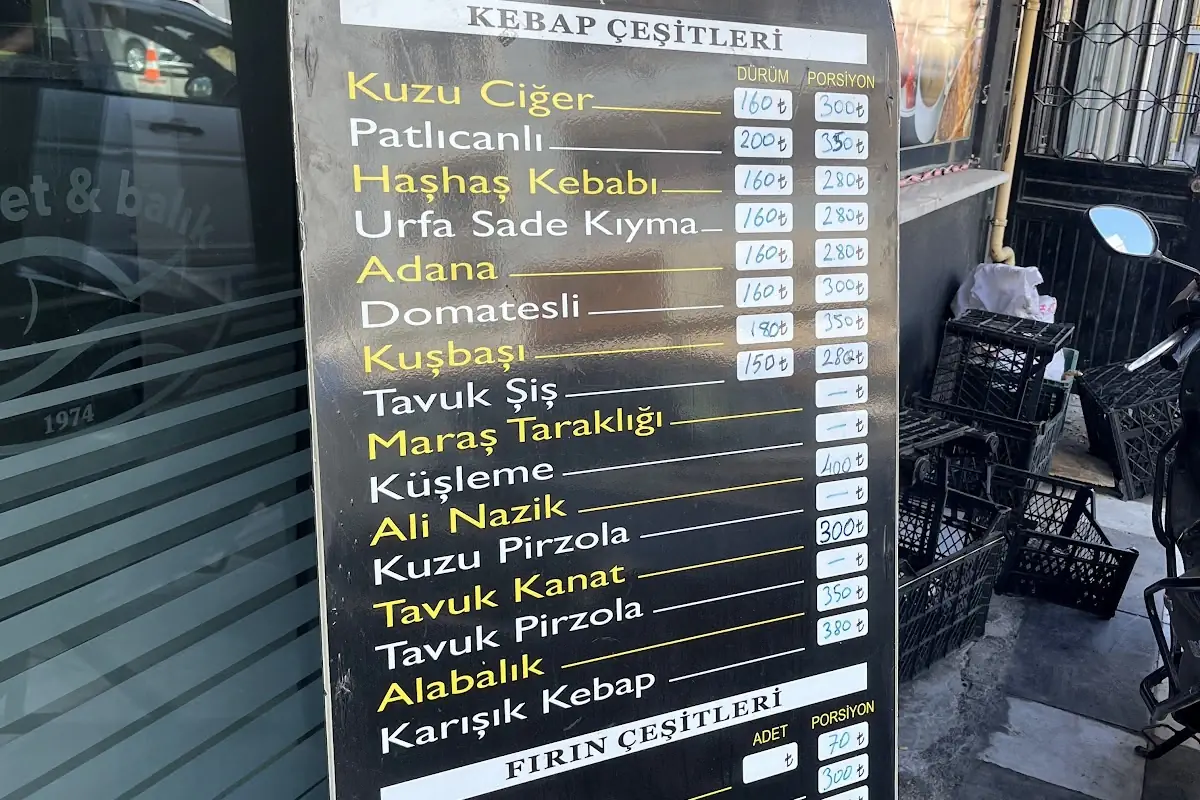 et & balık
1974
KEBAP ÇEŞİTLERİ
DÜRÜM PORSİYON
Kuzu Ciğer 160 ₺ 300 ₺
Patlıcanlı 200 ₺ 350 ₺
Haşhaş Kebabı 160 ₺ 280 ₺
Urfa Sade Kıyma 160 ₺ 280 ₺
Adana 160 ₺ 280 ₺
Domatesli 160 ₺ 300 ₺
Kuşbaşı 180 ₺ 350 ₺
Tavuk Şiş 150 ₺ 280 ₺
Maraş Taraklığı — ₺
Küşleme — ₺
Ali Nazik 400 ₺
Kuzu Pirzola — ₺
Tavuk Kanat 300 ₺
Tavuk Pirzola — ₺
Alabalık 350 ₺
Karışık Kebap 380 ₺
FIRIN ÇEŞİTLERİ
ADET PORSİYON
₺ 70 ₺
300 ₺